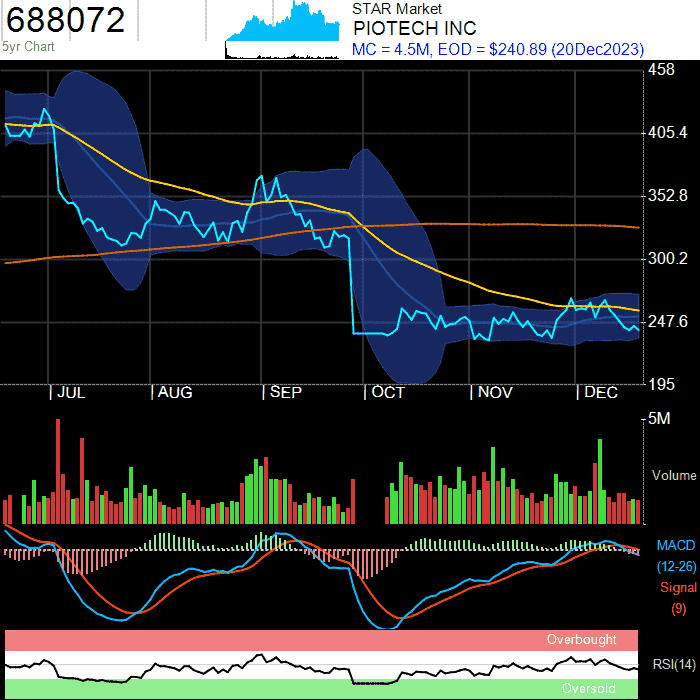 688072
5yr Chart
STAR Market
PIOTECH INC
MC = 4.5M, EOD = $240.89 (20Dec2023)
458
405.4
352.8
300.2
247.6
195
| JUL | AUG | SEP | OCT | NOV | DEC
5M
Volume
MACD
(12-26)
Signal
(9)
Overbought
RSI(14)
Oversold